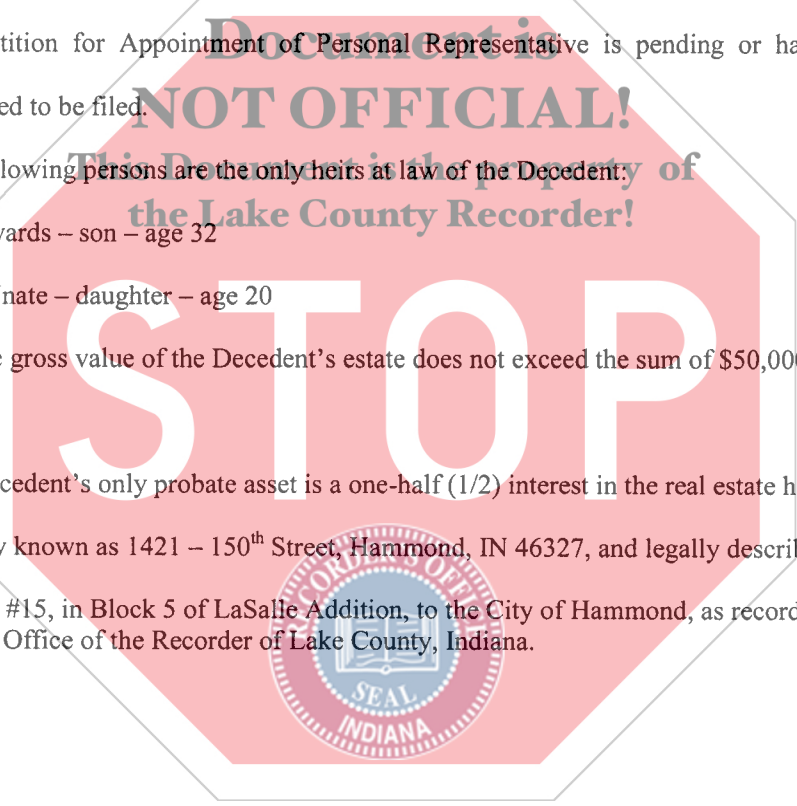 Document is
tition for Appointment of Personal Representative is pending or ha
NOT OFFICIAL!
ed to be filed.
This Document is the property of
lowing persons are the only heirs at law of the Decedent:
the Lake County Recorder!
vards – son – age 32
nate – daughter – age 20
STOP
e gross value of the Decedent's estate does not exceed the sum of $50,000
cedent's only probate asset is a one-half (1/2) interest in the real estate h
y known as 1421 – 150th Street, Hammond, IN 46327, and legally describ
#15, in Block 5 of LaSalle Addition, to the City of Hammond, as record
Office of the Recorder of Lake County, Indiana.
RECORDER'S OFFICE
SEAL
INDIANA